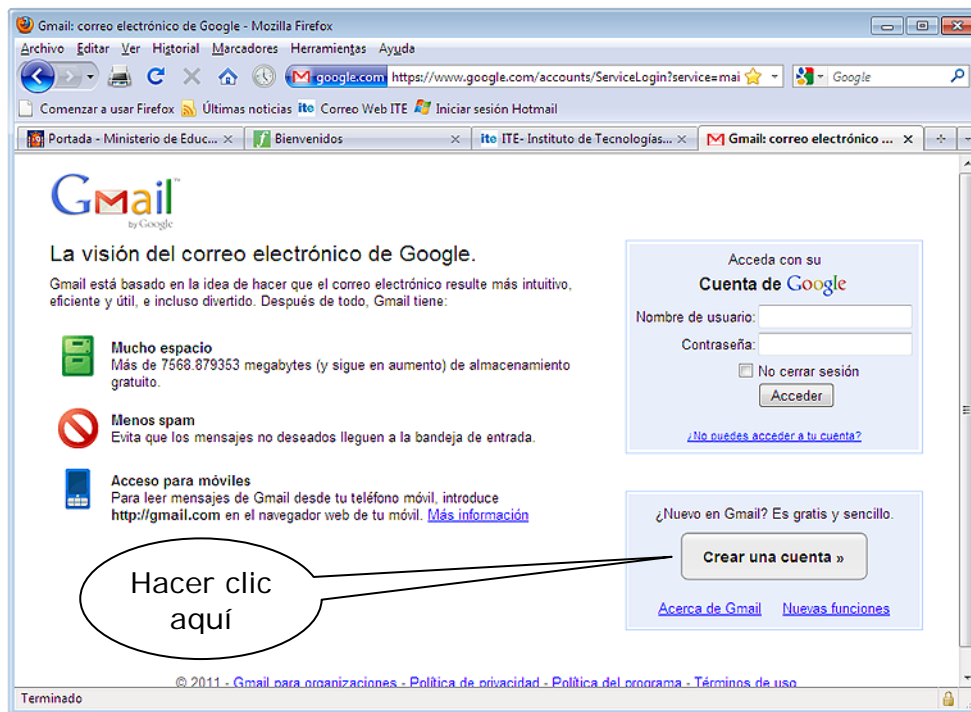 Gmail: correo electrónico de Google - Mozilla Firefox
Archivo Editar Ver Historial Marcadores Herramientas Ayuda
google.com https://www.google.com/accounts/ServiceLogin?service=mai Google
Comenzar a usar Firefox Últimas noticias ite Correo Web ITE Iniciar sesión Hotmail
Portada - Ministerio de Educ... Bienvenidos ite ITE- Instituto de Tecnologías... Gmail: correo electrónico ...
Gmail
by Google
La visión del correo electrónico de Google.
Gmail está basado en la idea de hacer que el correo electrónico resulte más intuitivo,
eficiente y útil, e incluso divertido. Después de todo, Gmail tiene:
Mucho espacio
Más de 7568.879353 megabytes (y sigue en aumento) de almacenamiento
gratuito.
Menos spam
Evita que los mensajes no deseados lleguen a la bandeja de entrada.
Acceso para móviles
Para leer mensajes de Gmail desde tu teléfono móvil, introduce
http://gmail.com en el navegador web de tu móvil. Más información
Acceda con su
Cuenta de Google
Nombre de usuario:
Contraseña:
No cerrar sesión
Acceder
¿No puedes acceder a tu cuenta?
¿Nuevo en Gmail? Es gratis y sencillo.
Crear una cuenta »
Acerca de Gmail Nuevas funciones
Hacer clic
aquí
© 2011 - Gmail para organizaciones - Política de privacidad - Política del programa - Términos de uso
Terminado